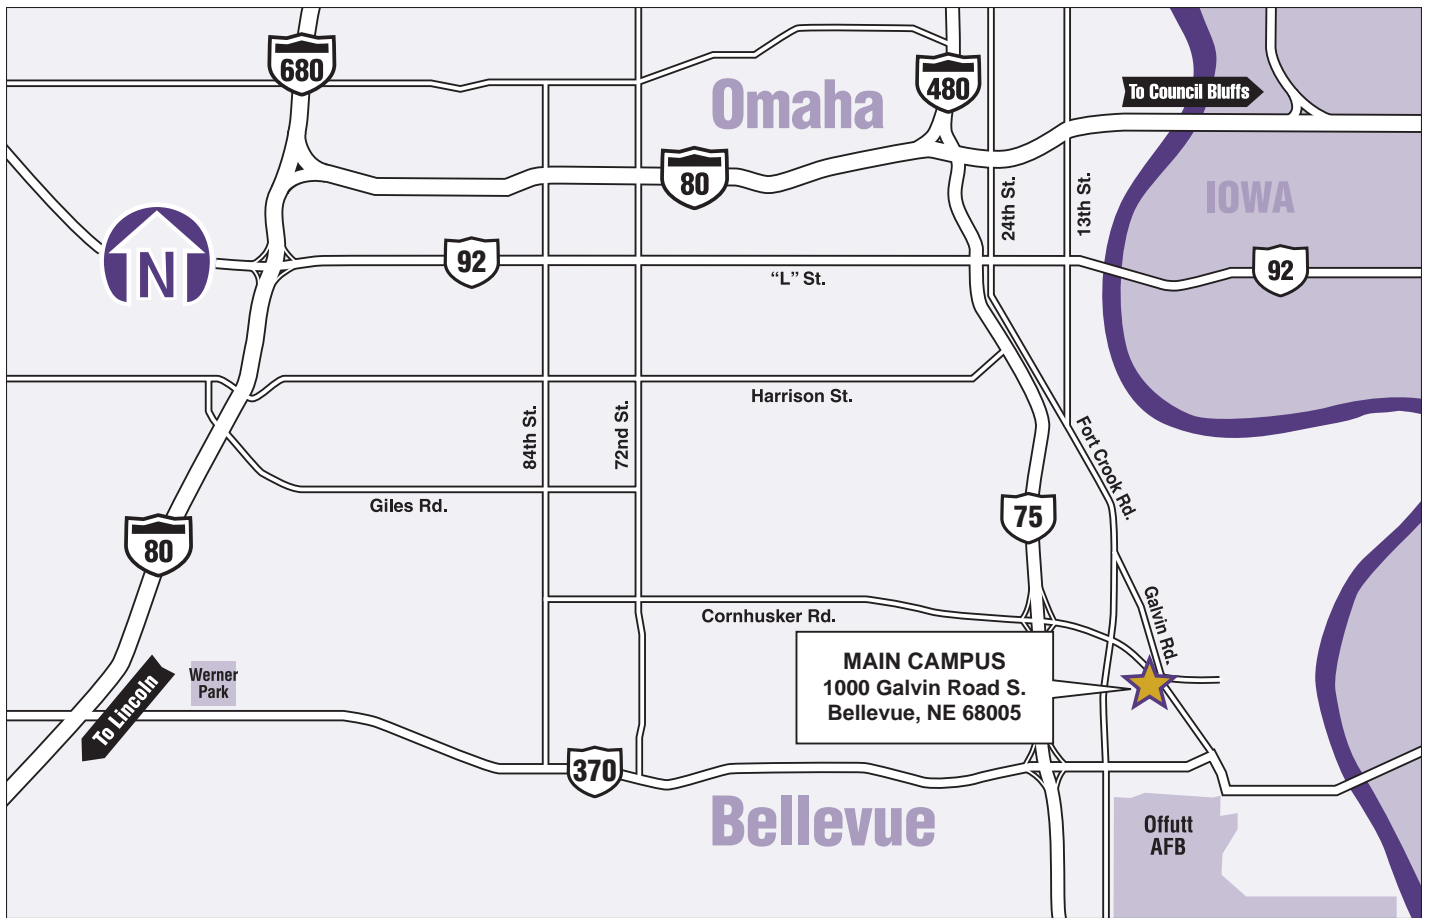 680
480
Omaha
To Council Bluffs
80
24th St.
13th St.
IOWA
N
92
"L" St.
92
Harrison St.
84th St.
72nd St.
Fort Crook Rd.
Giles Rd.
75
80
Galvin Rd.
Cornhusker Rd.
MAIN CAMPUS
1000 Galvin Road S.
Bellevue, NE 68005
Werner
Park
To Lincoln
370
Bellevue
Offutt
AFB